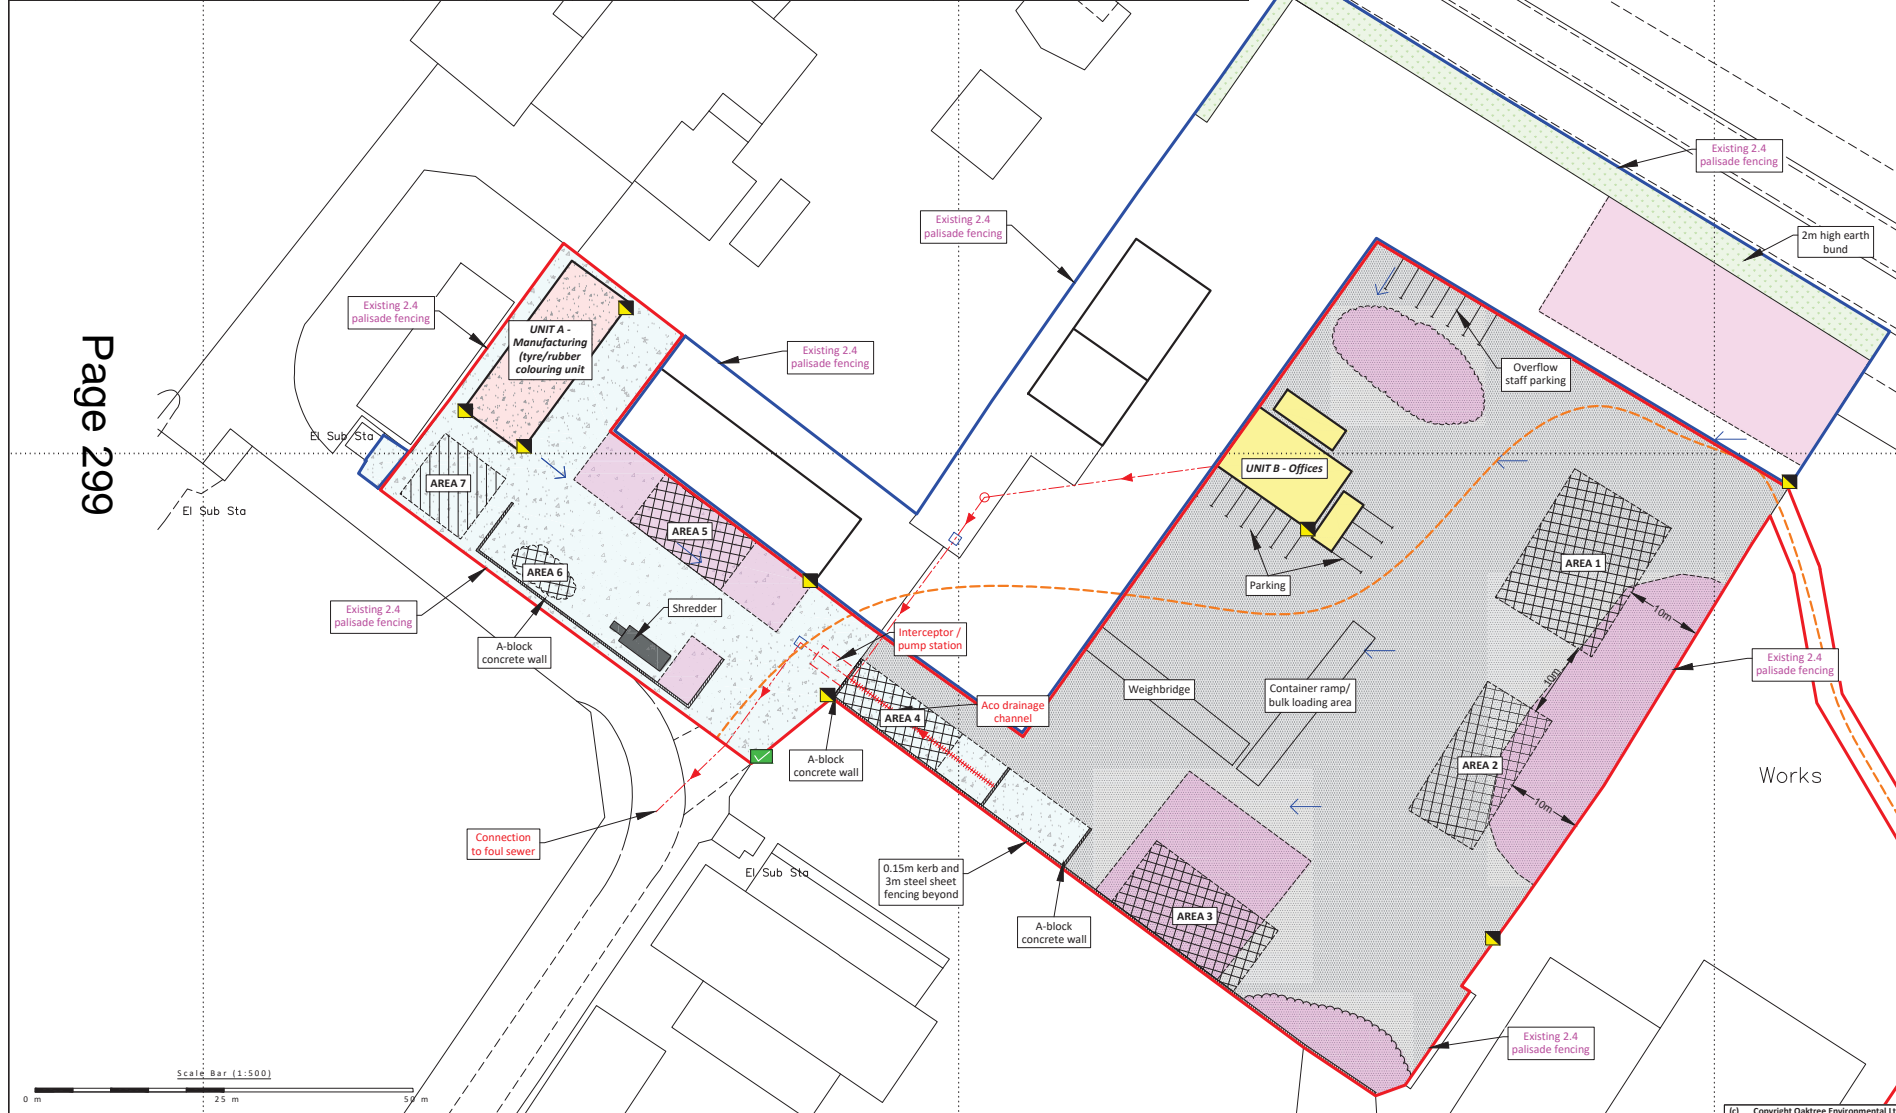 Page 299
Existing 2.4
palisade fencing
2m high earth
bund
Existing 2.4
palisade fencing
Existing 2.4
palisade fencing
UNIT A -
Manufacturing
(tyre/rubber
colouring unit
Existing 2.4
palisade fencing
Overflow
staff parking
El Sub Sta
AREA 7
UNIT B - Offices
El Sub Sta
AREA 5
AREA 6
AREA 1
Parking
Existing 2.4
palisade fencing
Shredder
10m
A-block
concrete wall
Interceptor /
pump station
Existing 2.4
palisade fencing
10m
Weighbridge
Container ramp/
bulk loading area
Aco drainage
channel
AREA 4
A-block
concrete wall
AREA 2
Works
10m
Connection
to foul sewer
El Sub Sta
0.15m kerb and
3m steel sheet
fencing beyond
AREA 3
A-block
concrete wall
Existing 2.4
palisade fencing
Scale Bar (1:500)
0 m
25 m
50 m
(c) Copyright Oaktree Environmental Lt